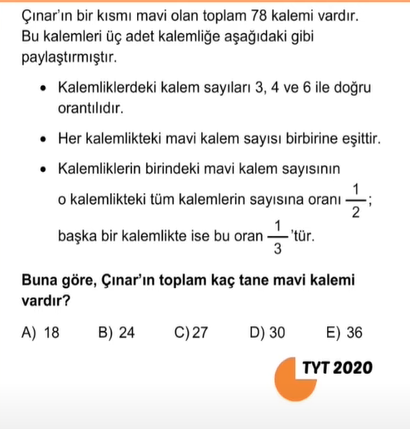 Çınar'ın bir kısmı mavi olan toplam 78 kalemi vardır.
Bu kalemleri üç adet kalemliğe aşağıdaki gibi
paylaştırmıştır.
• Kalemliklerdeki kalem sayıları 3, 4 ve 6 ile doğru
orantılıdır.
• Her kalemlikteki mavi kalem sayısı birbirine eşittir.
• Kalemliklerin birindeki mavi kalem sayısının
o kalemlikteki tüm kalemlerin sayısına oranı 1/2;
başka bir kalemlikte ise bu oran 1/3'tür.
Buna göre, Çınar'ın toplam kaç tane mavi kalemi
vardır?
A) 18 B) 24 C) 27 D) 30 E) 36
TYT 2020